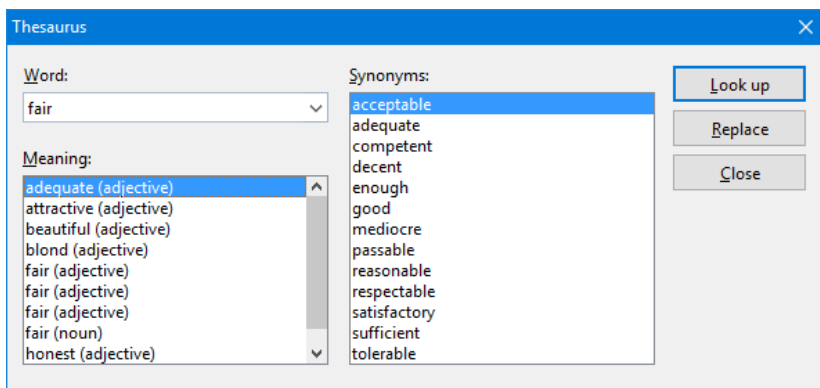 Thesaurus
Word:
fair
Meaning:
adequate (adjective)
attractive (adjective)
beautiful (adjective)
blond (adjective)
fair (adjective)
fair (adjective)
fair (adjective)
fair (noun)
honest (adjective)
Synonyms:
acceptable
adequate
competent
decent
enough
good
mediocre
passable
reasonable
respectable
satisfactory
sufficient
tolerable
Look up
Replace
Close